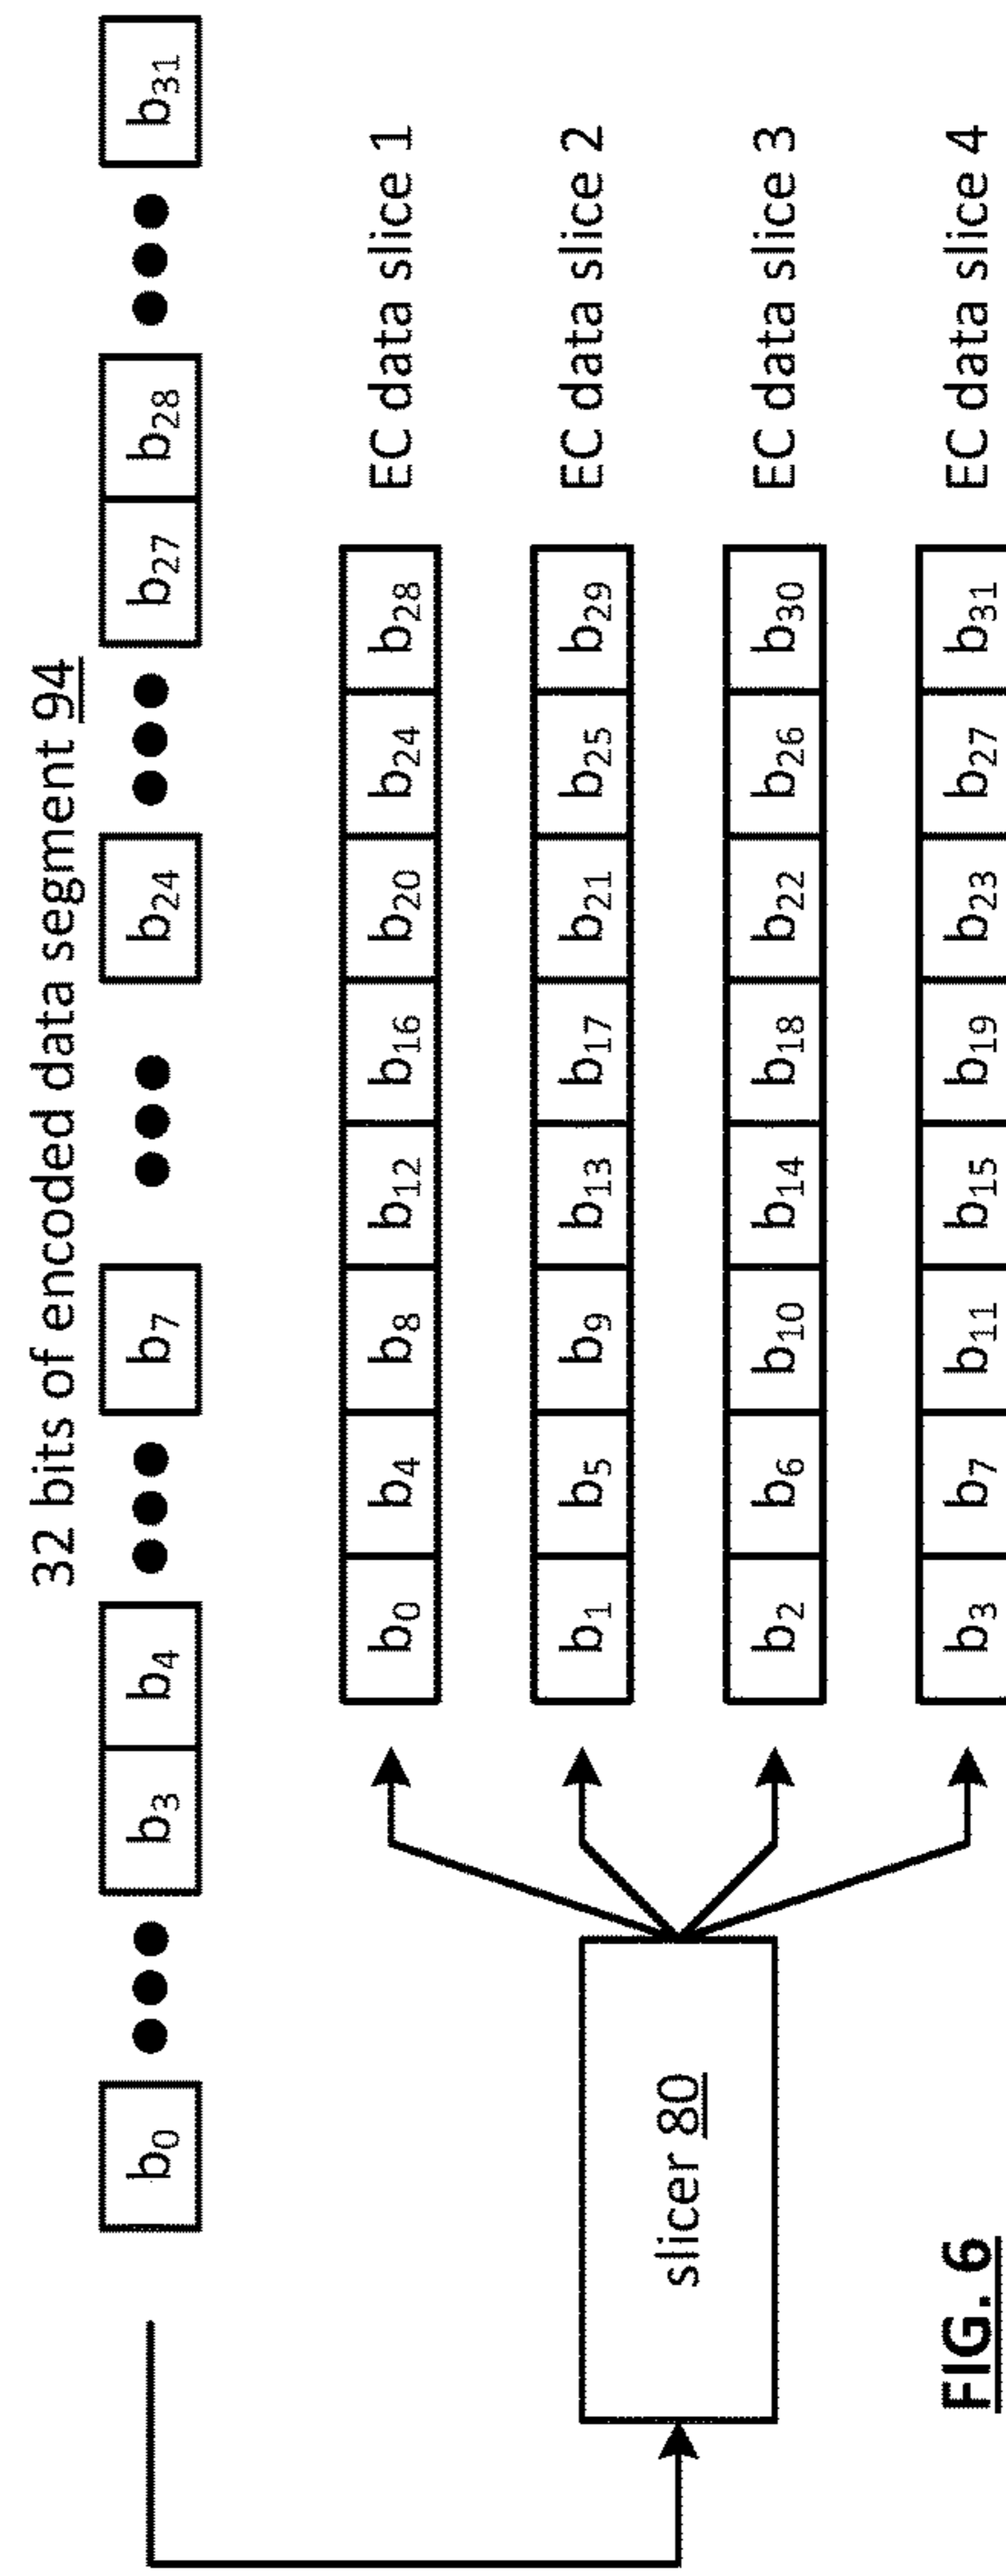 32 bits of encoded data segment 94
b0 ●●● b3 b4 ●●● b7 ●●● b24 ●●● b27 b28 ●●● b31
b0 b4 b8 b12 b16 b20 b24 b28 EC data slice 1
b1 b5 b9 b13 b17 b21 b25 b29 EC data slice 2
slicer 80
b2 b6 b10 b14 b18 b22 b26 b30 EC data slice 3
b3 b7 b11 b15 b19 b23 b27 b31 EC data slice 4
FIG. 6